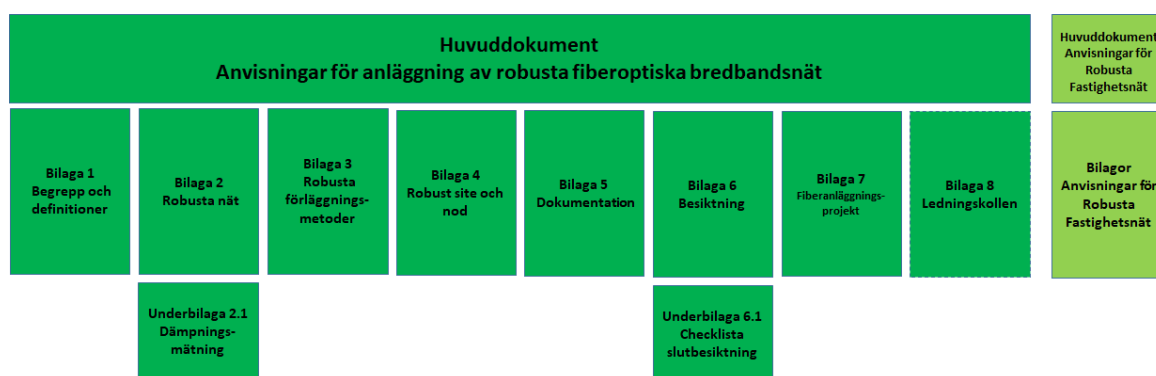 Huvuddokument
Anvisningar för anläggning av robusta fiberoptiska bredbandsnät
Huvuddokument
Anvisningar för
Robusta
Fastighetsnät
Bilaga 1
Begrepp och
definitioner
Bilaga 2
Robusta nät
Bilaga 3
Robusta
förläggnings-
metoder
Bilaga 4
Robust site och
nod
Bilaga 5
Dokumentation
Bilaga 6
Besiktning
Bilaga 7
Fiberanläggnings-
projekt
Bilaga 8
Ledningskollen
Bilagor
Anvisningar för
Robusta
Fastighetsnät
Underbilaga 2.1
Dämpnings-
mätning
Underbilaga 6.1
Checklista
slutbesiktning